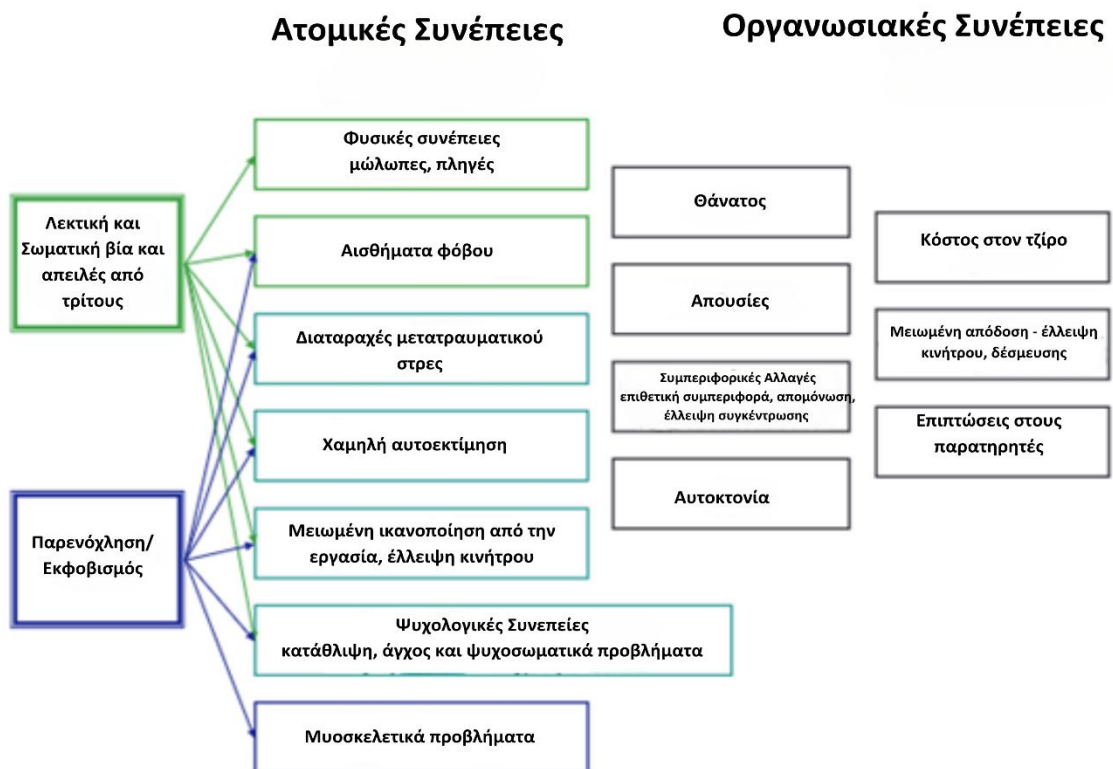 Ατομικές Συνέπειες
Οργανωσιακές Συνέπειες
Λεκτική και
Σωματική βία και
απειλές από
τρίτους
Παρενόχληση/
Εκφοβισμός
Φυσικές συνέπειες
μώλωπες, πληγές
Αισθήματα φόβου
Διαταραχές μετατραυματικού
στρες
Χαμηλή αυτοεκτίμηση
Μειωμένη ικανοποίηση από την
εργασία, έλλειψη κινήτρου
Ψυχολογικές Συνεπείες
κατάθλιψη, άγχος και ψυχοσωματικά προβλήματα
Μυοσκελετικά προβλήματα
Θάνατος
Απουσίες
Συμπεριφορικές Αλλαγές
επιθετική συμπεριφορά, απομόνωση,
έλλειψη συγκέντρωσης
Αυτοκτονία
Κόστος στον τζίρο
Μειωμένη απόδοση - έλλειψη
κινήτρου, δέσμευσης
Επιπτώσεις στους
παρατηρητές